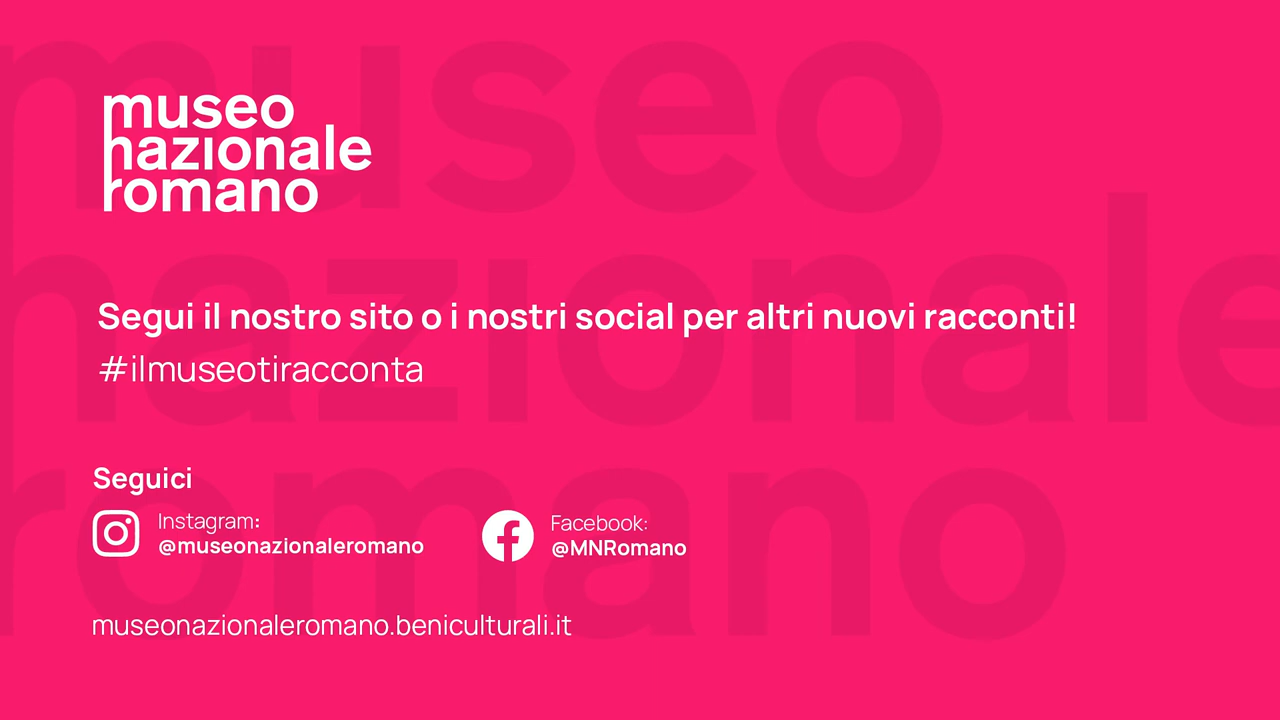 museo
nazionale
romano
Segui il nostro sito o i nostri social per altri nuovi racconti!
#ilmuseotiracconta
Seguici
Instagram:
@museonazionaleromano
Facebook:
@MNRomano
museonazionaleromano.beniculturali.it